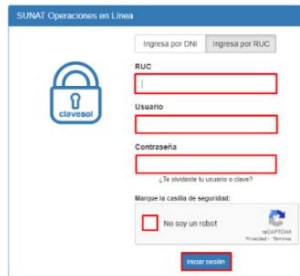 SUNAT Operaciones en Línea
Ingresa por DNI Ingresa por RUC
RUC
Usuario
clavesol
Contraseña
¿Te olvidaste tu usuario o clave?
Marque la casilla de seguridad:
No soy un robot
reCAPTCHA
Privacidad - Términos
Iniciar sesión